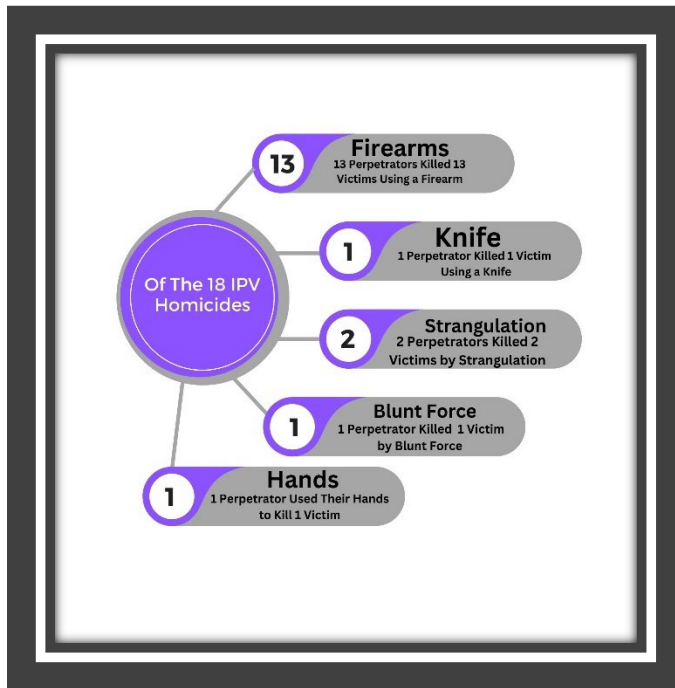 13
Firearms
13 Perpetrators Killed 13
Victims Using a Firearm
Of The 18 IPV
Homicides
1
Knife
1 Perpetrator Killed 1 Victim
Using a Knife
2
Strangulation
2 Perpetrators Killed 2
Victims by Strangulation
1
Blunt Force
1 Perpetrator Killed 1 Victim
by Blunt Force
1
Hands
1 Perpetrator Used Their Hands
to Kill 1 Victim